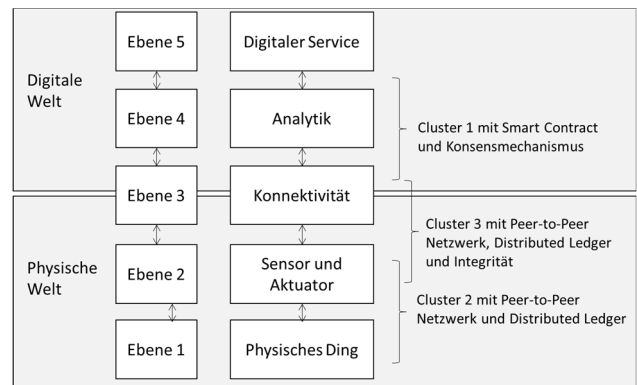 Digitale
Welt
Ebene 5
Digitaler Service
Ebene 4
Analytik
Cluster 1 mit Smart Contract
und Konsensmechanismus
Ebene 3
Konnektivität
Physische
Welt
Cluster 3 mit Peer-to-Peer
Netzwerk, Distributed Ledger
und Integrität
Ebene 2
Sensor und
Aktuator
Cluster 2 mit Peer-to-Peer
Netzwerk und Distributed Ledger
Ebene 1
Physisches Ding